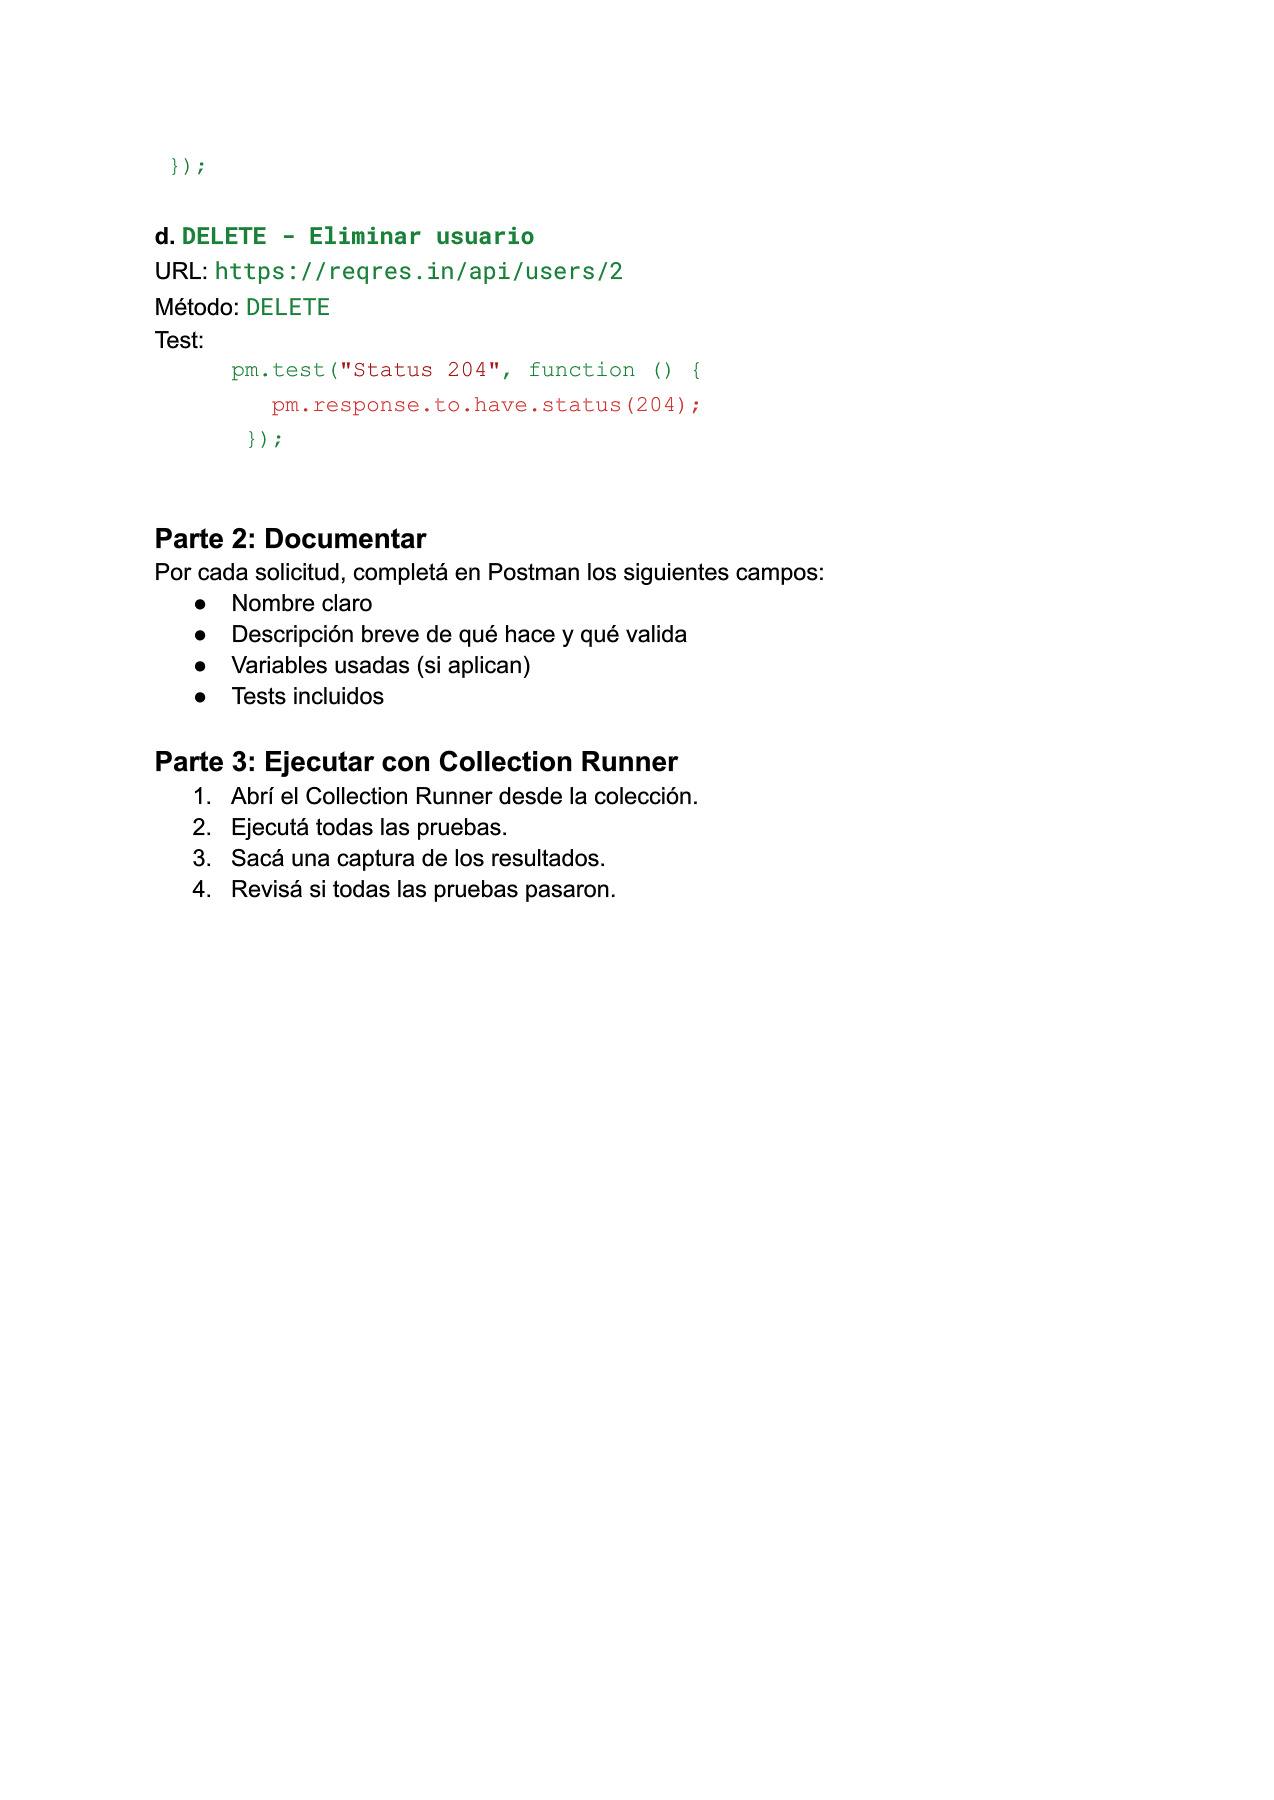 });
d. DELETE - Eliminar usuario
URL: https://reqres.in/api/users/2
Método: DELETE
Test:
pm.test("Status 204", function () {
pm.response.to.have.status(204);
});
Parte 2: Documentar
Por cada solicitud, completá en Postman los siguientes campos:
● Nombre claro
● Descripción breve de qué hace y qué valida
● Variables usadas (si aplican)
● Tests incluidos
Parte 3: Ejecutar con Collection Runner
1. Abrí el Collection Runner desde la colección.
2. Ejecutá todas las pruebas.
3. Sacá una captura de los resultados.
4. Revisá si todas las pruebas pasaron.